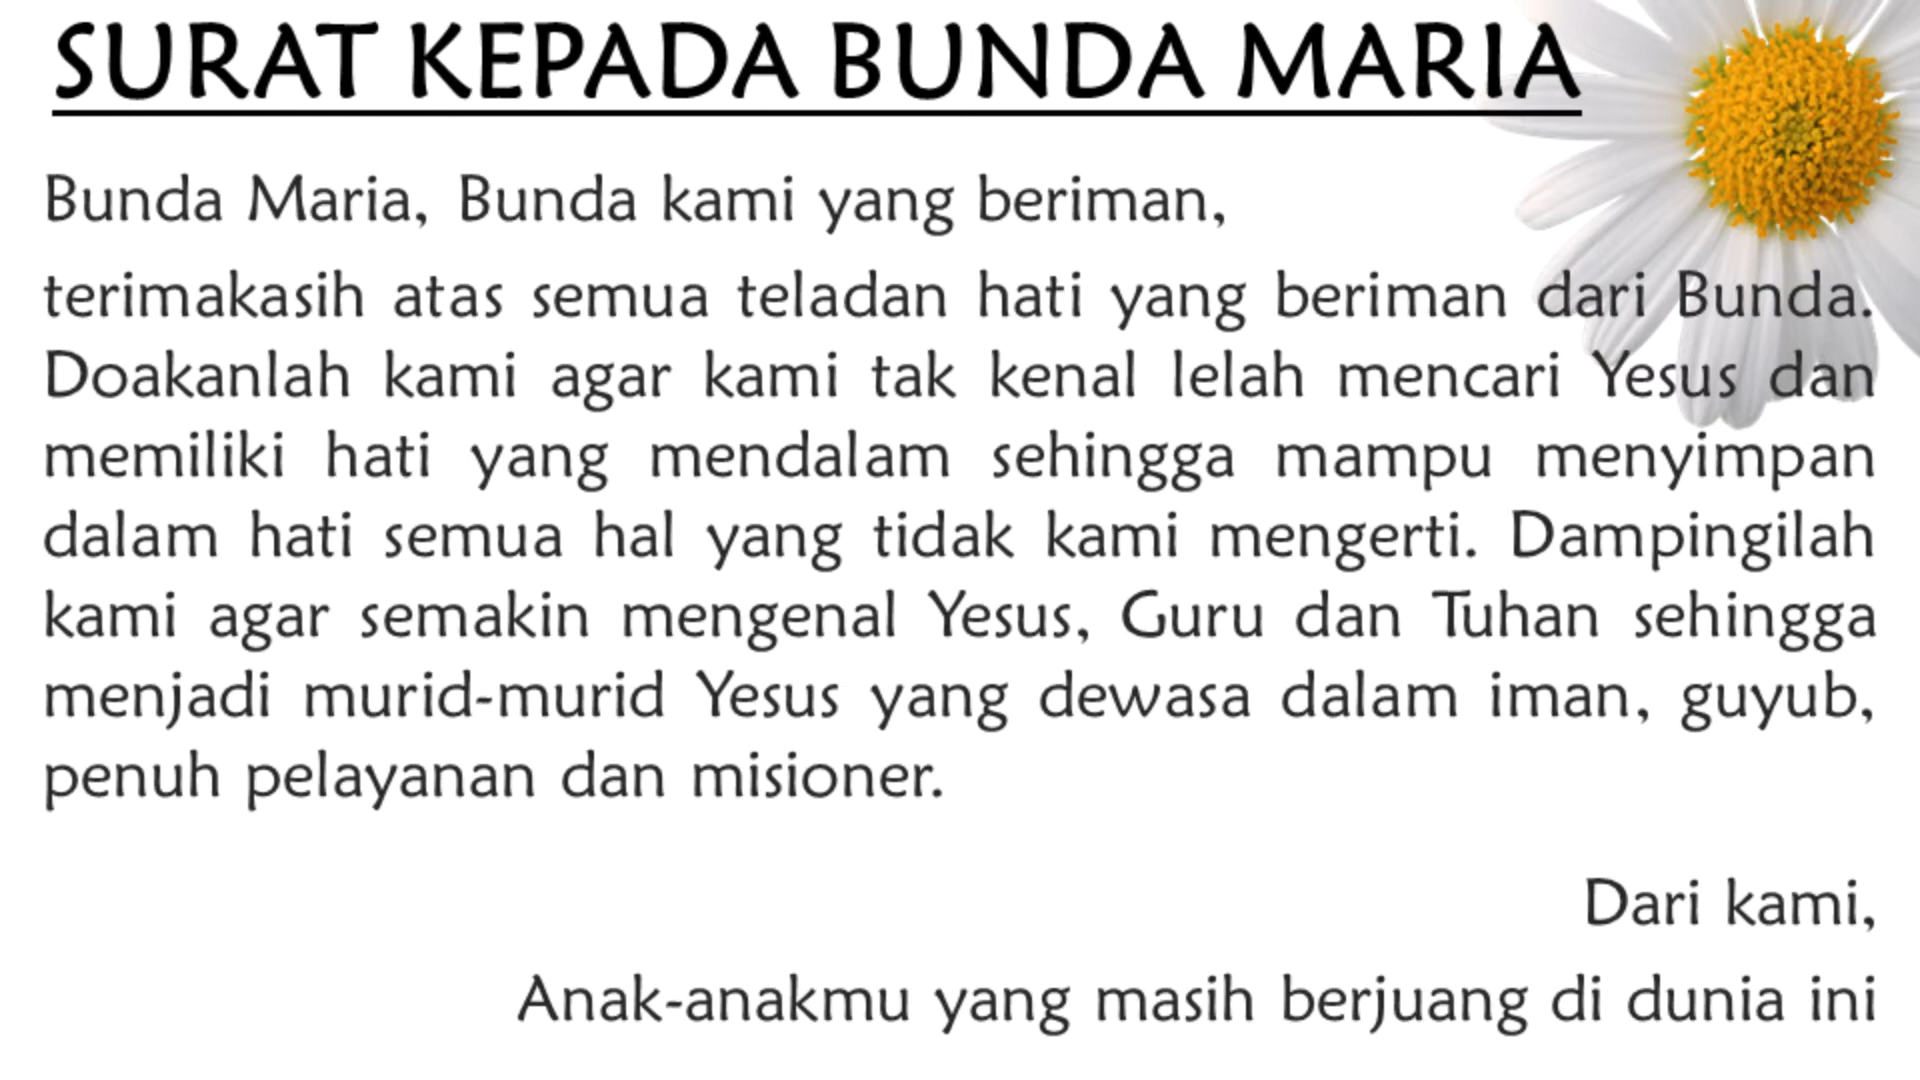 SURAT KEPADA BUNDA MARIA
Bunda Maria, Bunda kami yang beriman,
terimakasih atas semua teladan hati yang beriman dari Bunda.
Doakanlah kami agar kami tak kenal lelah mencari Yesus dan
memiliki hati yang mendalam sehingga mampu menyimpan
dalam hati semua hal yang tidak kami mengerti. Dampingilah
kami agar semakin mengenal Yesus, Guru dan Tuhan sehingga
menjadi murid-murid Yesus yang dewasa dalam iman, guyub,
penuh pelayanan dan misioner.
Dari kami,
Anak-anakmu yang masih berjuang di dunia ini